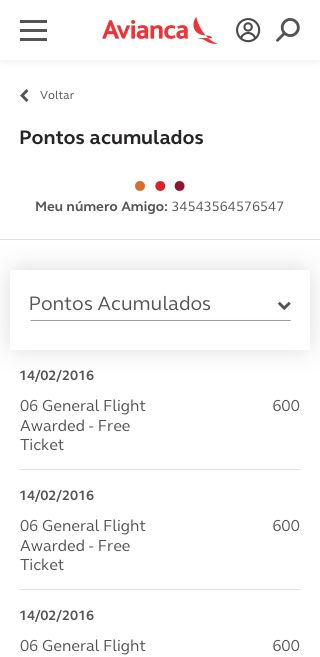 Avianca
Voltar
Pontos acumulados
Meu número Amigo: 34543564576547
Pontos Acumulados
14/02/2016
06 General Flight 600
Awarded - Free
Ticket
14/02/2016
06 General Flight 600
Awarded - Free
Ticket
14/02/2016
06 General Flight 600